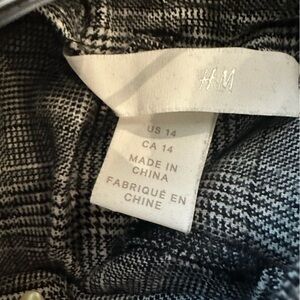 H&M
US 14
CA 14
MADE IN
CHINA
FABRIQUÉ EN
CHINE